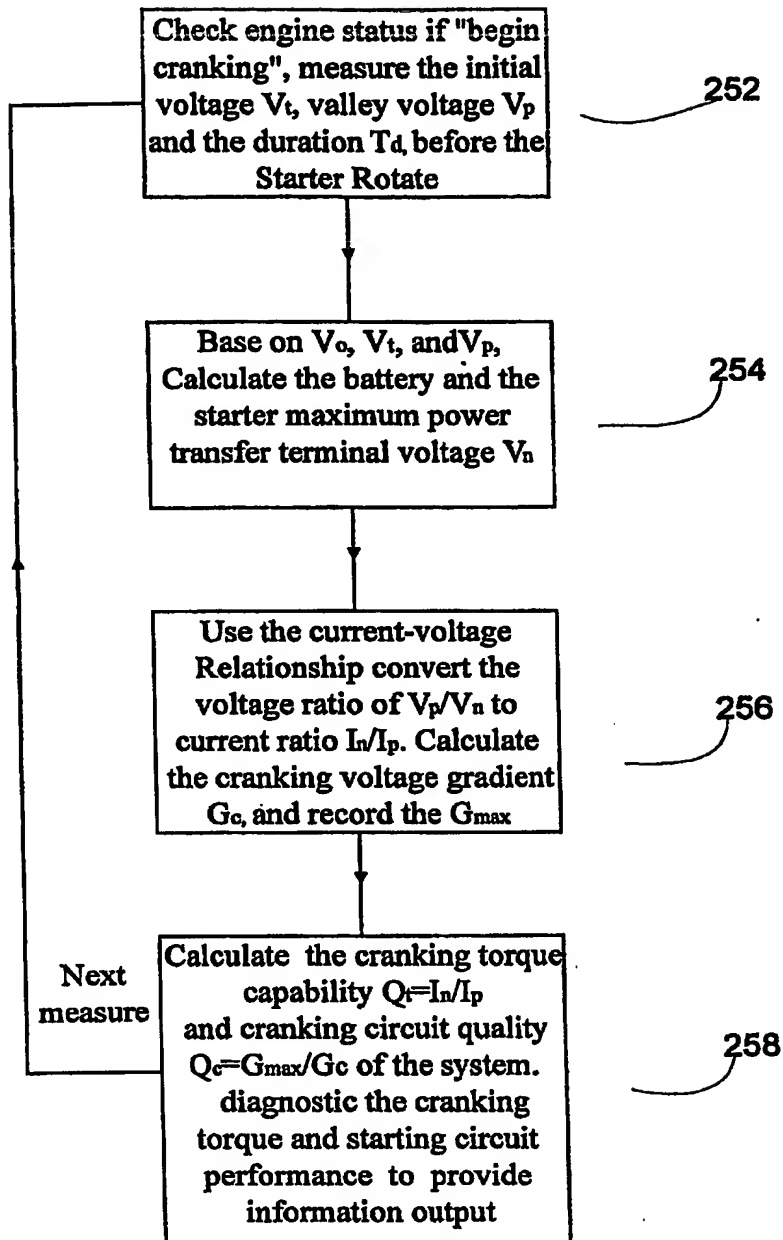 Check engine status if "begin
cranking", measure the initial
voltage Vt, valley voltage Vp
and the duration Td, before the
Starter Rotate
252
Base on Vo, Vt, andVp,
Calculate the battery and the
starter maximum power
transfer terminal voltage Vn
254
Use the current-voltage
Relationship convert the
voltage ratio of Vp/Vn to
current ratio In/Ip. Calculate
the cranking voltage gradient
Gc, and record the Gmax
256
Next
measure
Calculate the cranking torque
capability Qt=In/Ip
and cranking circuit quality
Qc=Gmax/Gc of the system.
diagnostic the cranking
torque and starting circuit
performance to provide
information output
258